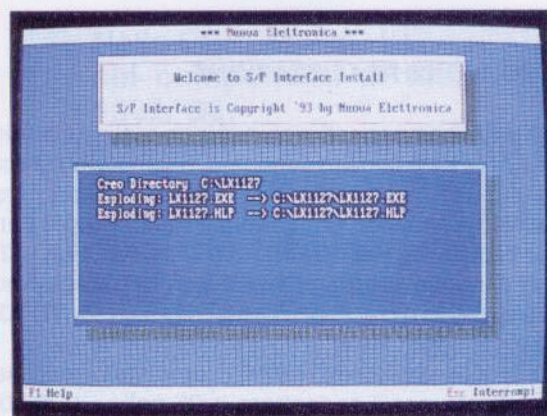 *** Nuova Elettronica ***
Welcome to S/P Interface Install
S/P Interface is Copyright '93 by Nuova Elettronica
Creo Directory C:\LX1127
Esploding: LX1127.EXE --> C:\LX1127\LX1127.EXE
Esploding: LX1127.HLP --> C:\LX1127\LX1127.HLP
F1 Help
Esc Interrompi